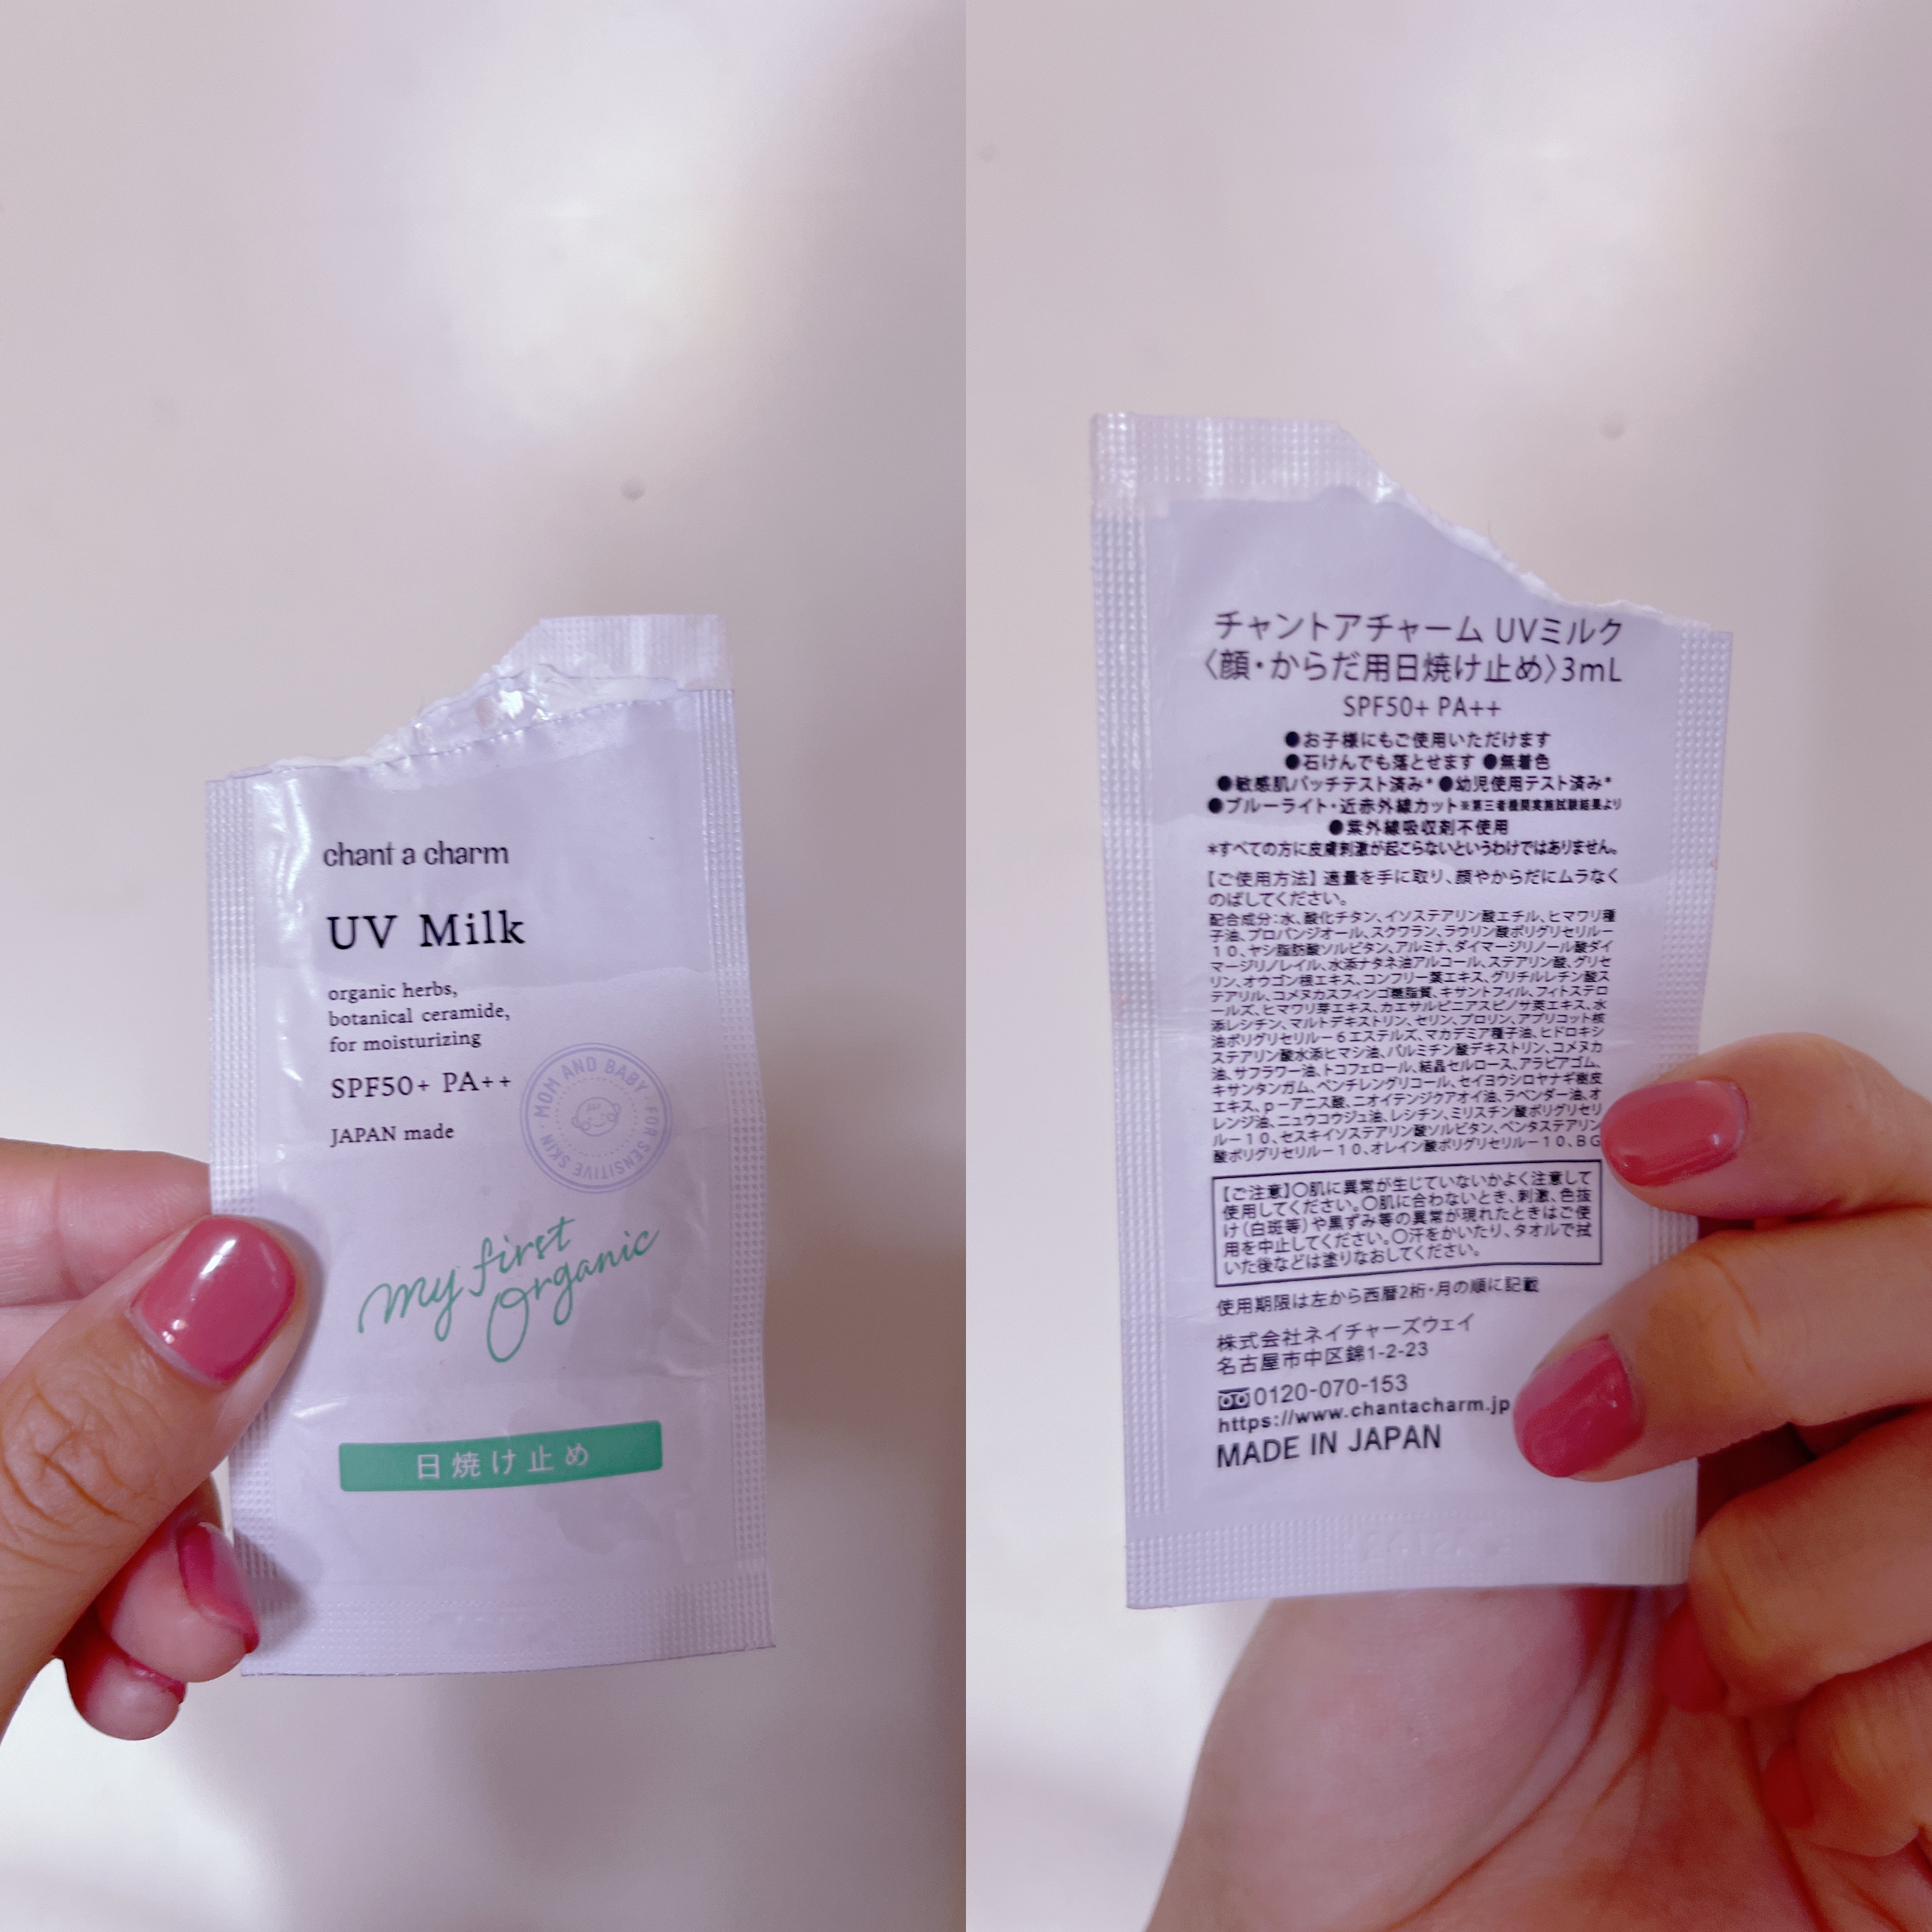 chant a charm
UV Milk
organic herbs,
botanical ceramide,
for moisturizing
SPF50+ PA++
JAPAN made
MOM AND BABY・FOR SENSITIVE SKIN・
my first
Organic
日焼け止め
チャントアチャーム UVミルク
〈顔・からだ用日焼け止め〉3mL
SPF50+ PA++
●お子様にもご使用いただけます
●石けんでも落とせます ●無着色
●敏感肌パッチテスト済み* ●幼児使用テスト済み*
●ブルーライト・近赤外線カット※第三者機関実施試験結果より
●紫外線吸収剤不使用
*すべての方に皮膚刺激が起こらないというわけではありません。
【ご使用方法】 適量を手に取り、顔やからだにムラなく
のばしてください。
配合成分:水、酸化チタン、イソステアリン酸エチル、ヒマワリ種
子油、プロパンジオール、スクワラン、ラウリン酸ポリグリセリル－
１０、ヤシ脂肪酸ソルビタン、アルミナ、ダイマージリノール酸ダイ
マージリノレイル、水添ナタネ油アルコール、ステアリン酸、グリセ
リン、オウゴン根エキス、コンフリー葉エキス、グリチルレチン酸ス
テアリル、コメヌカスフィンゴ糖脂質、キサントフィル、フィトステロ
ールズ、ヒマワリ芽エキス、カエサルピニアスピノサ莢エキス、水
添レシチン、マルトデキストリン、セリン、プロリン、アプリコット核
油ポリグリセリル－６エステルズ、マカデミア種子油、ヒドロキシ
ステアリン酸水添ヒマシ油、パルミチン酸デキストリン、コメヌカ
油、サフラワー油、トコフェロール、結晶セルロース、アラビアゴム、
キサンタンガム、ペンチレングリコール、セイヨウシロヤナギ樹皮
エキス、ｐ－アニス酸、ニオイテンジクアオイ油、ラベンダー油、オ
レンジ油、ニュウコウジュ油、レシチン、ミリスチン酸ポリグリセリ
ル－１０、セスキイソステアリン酸ソルビタン、ペンタステアリン
酸ポリグリセリル－１０、オレイン酸ポリグリセリル－１０、ＢＧ
【ご注意】〇肌に異常が生じていないかよく注意して
使用してください。〇肌に合わないとき、刺激、色抜
け(白斑等)や黒ずみ等の異常が現れたときはご使
用を中止してください。〇汗をかいたり、タオルで拭
いた後などは塗りなおしてください。
使用期限は左から西暦2桁・月の順に記載
株式会社ネイチャーズウェイ
名古屋市中区錦1-2-23
0120-070-153
https://www.chantacharm.jp
MADE IN JAPAN